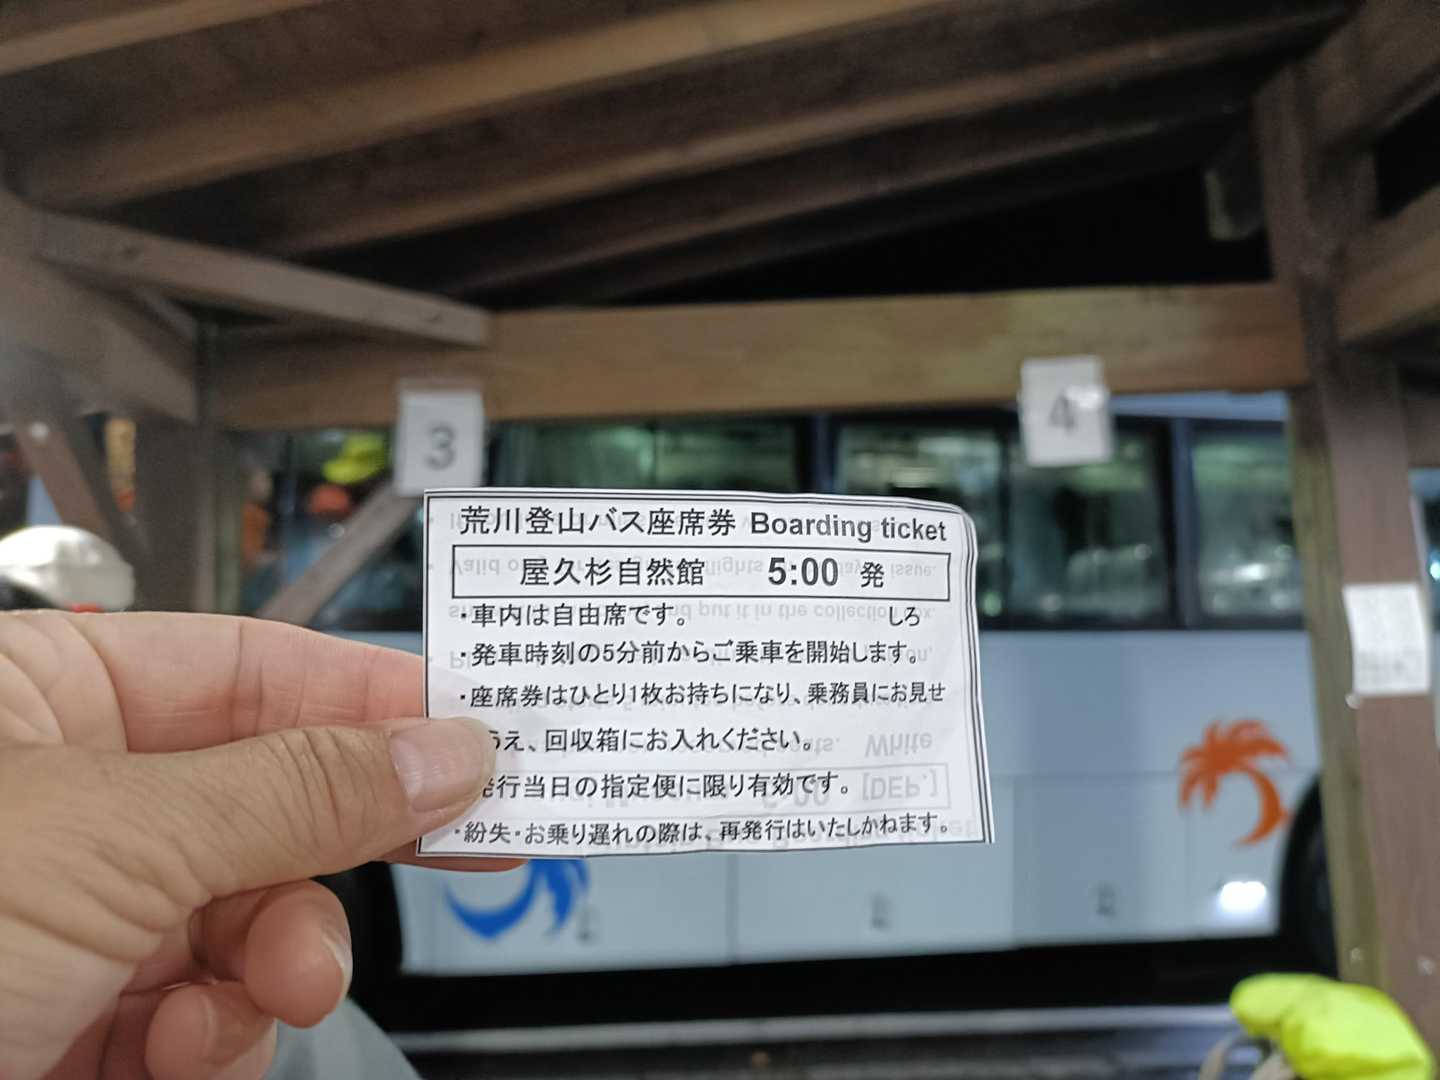 3
4
荒川登山バス座席券 Boarding ticket
屋久杉自然館 5:00 発
・車内は自由席です。 しろ
・発車時刻の5分前からご乗車を開始します。
・座席券はひとり1枚お持ちになり、乗務員にお見せ
うえ、回収箱にお入れください。
発行当日の指定便に限り有効です。
・紛失・お乗り遅れの際は、再発行はいたしかねます。